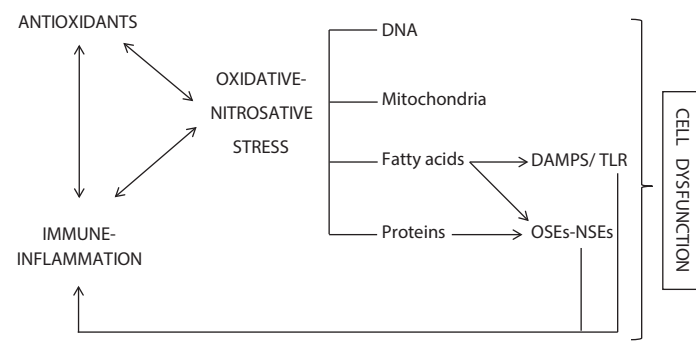 ANTIOXIDANTS
OXIDATIVE-
NITROSATIVE
STRESS
IMMUNE-
INFLAMMATION
DNA
Mitochondria
Fatty acids
DAMPS/ TLR
Proteins
OSEs-NSEs
CELL DYSFUNCTION